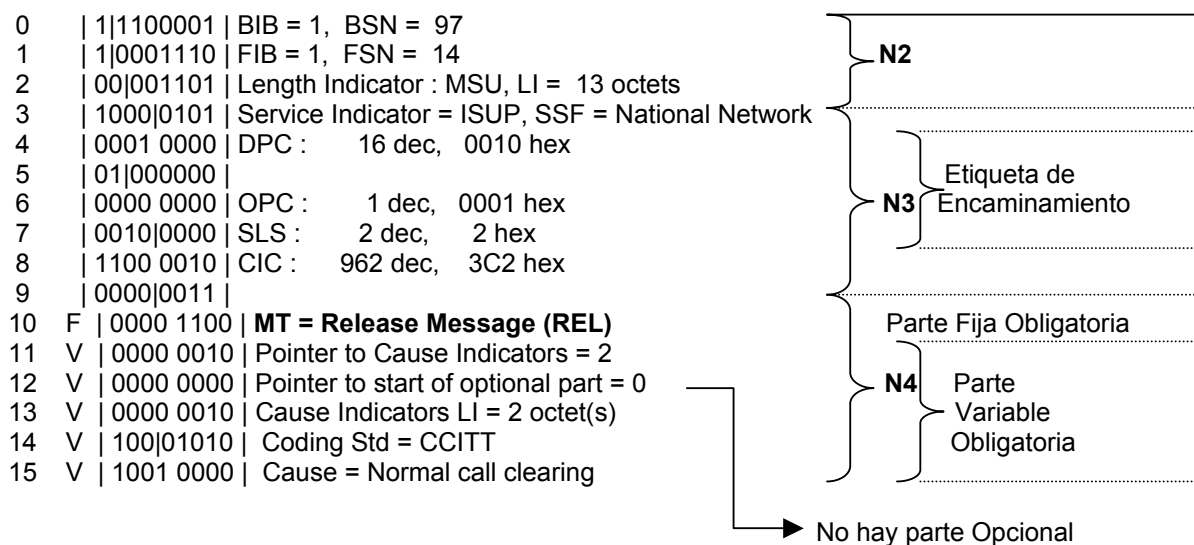 0 | 1|1100001 | BIB = 1, BSN = 97
1 | 1|0001110 | FIB = 1, FSN = 14
N2
2 | 00|001101 | Length Indicator : MSU, LI = 13 octets
3 | 1000|0101 | Service Indicator = ISUP, SSF = National Network
4 | 0001 0000 | DPC : 16 dec, 0010 hex
5 | 01|000000 |
Etiqueta de
6 | 0000 0000 | OPC : 1 dec, 0001 hex
N3 Encaminamiento
7 | 0010|0000 | SLS : 2 dec, 2 hex
8 | 1100 0010 | CIC : 962 dec, 3C2 hex
9 | 0000|0011 |
10 F | 0000 1100 | MT = Release Message (REL)
Parte Fija Obligatoria
11 V | 0000 0010 | Pointer to Cause Indicators = 2
12 V | 0000 0000 | Pointer to start of optional part = 0
N4 Parte
13 V | 0000 0010 | Cause Indicators LI = 2 octet(s)
Variable
14 V | 100|01010 | Coding Std = CCITT
Obligatoria
15 V | 1001 0000 | Cause = Normal call clearing
No hay parte Opcional